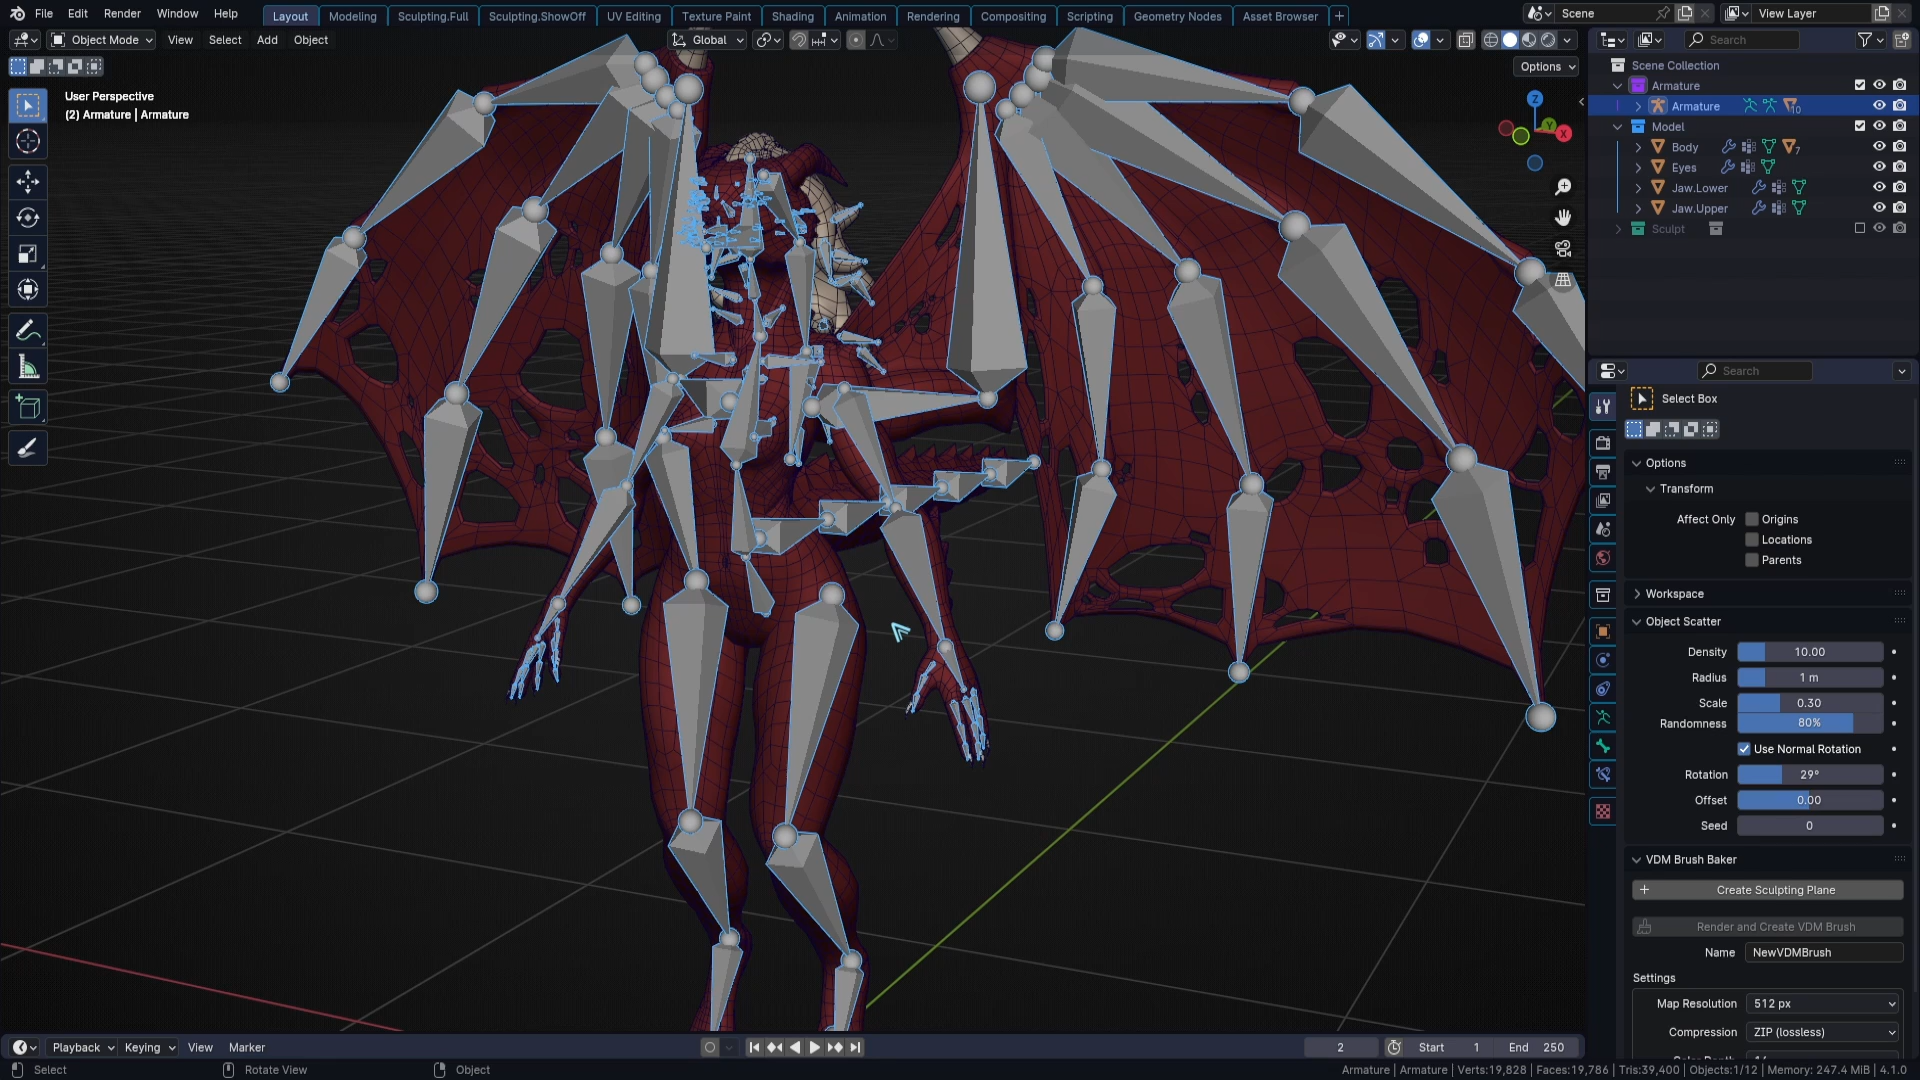 File Edit Render Window Help Layout Modeling Sculpting.Full Sculpting.ShowOff UV Editing Texture Paint Shading Animation Rendering Compositing Scripting Geometry Nodes Asset Browser + Scene View Layer
Object Mode View Select Add Object Global Search
Options
User Perspective
(2) Armature | Armature
Z
Y
X
Scene Collection
Armature
Armature 10
Model
Body 7
Eyes
Jaw.Lower
Jaw.Upper
Sculpt
Search
Select Box
Options
Transform
Affect Only Origins
Locations
Parents
Workspace
Object Scatter
Density 10.00
Radius 1 m
Scale 0.30
Randomness 80%
Use Normal Rotation
Rotation 29°
Offset 0.00
Seed 0
VDM Brush Baker
Create Sculpting Plane
Render and Create VDM Brush
Name NewVDMBrush
Settings
Map Resolution 512 px
Compression ZIP (lossless)
Playback Keying View Marker 2 Start 1 End 250
Select Rotate View Object Armature | Armature | Verts:19,828 | Faces:19,786 | Tris:39,400 | Objects:1/12 | Memory: 247.4 MiB | 4.1.0